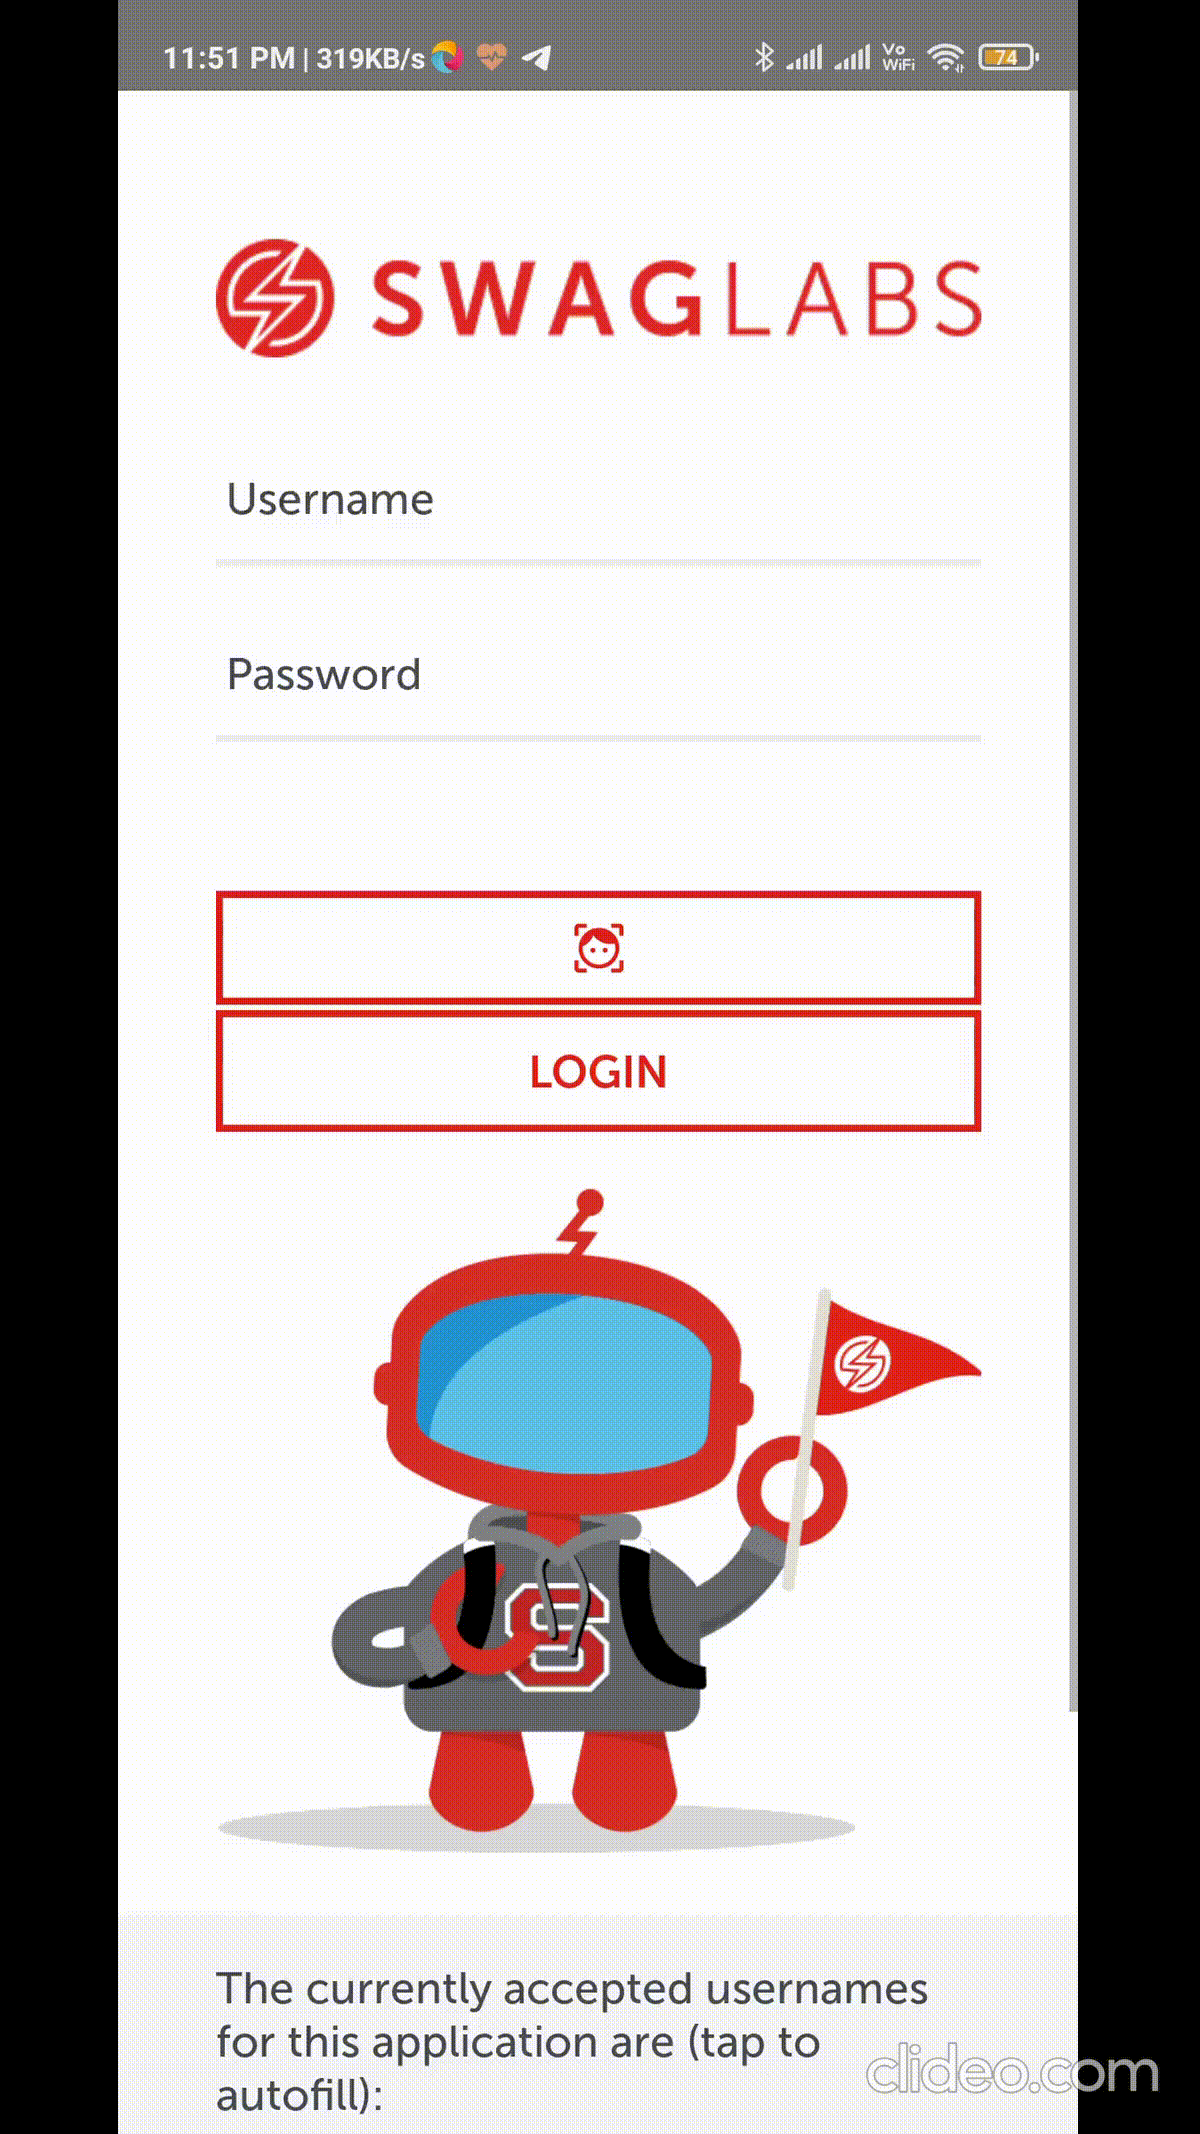 11:51 PM | 319KB/s
Vo
WiFi
74
SWAGLABS
Username
Password
LOGIN
S
The currently accepted usernames
for this application are (tap to
autofill):
clideo.com